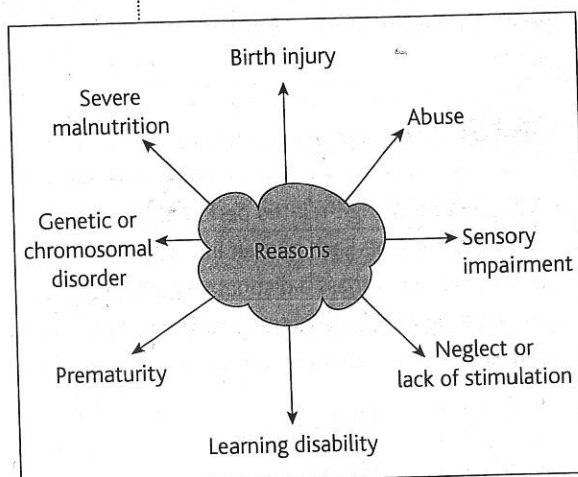 Birth injury
Severe
malnutrition
Abuse
Genetic or
chromosomal
disorder
Reasons
Sensory
impairment
Prematurity
Neglect or
lack of stimulation
Learning disability